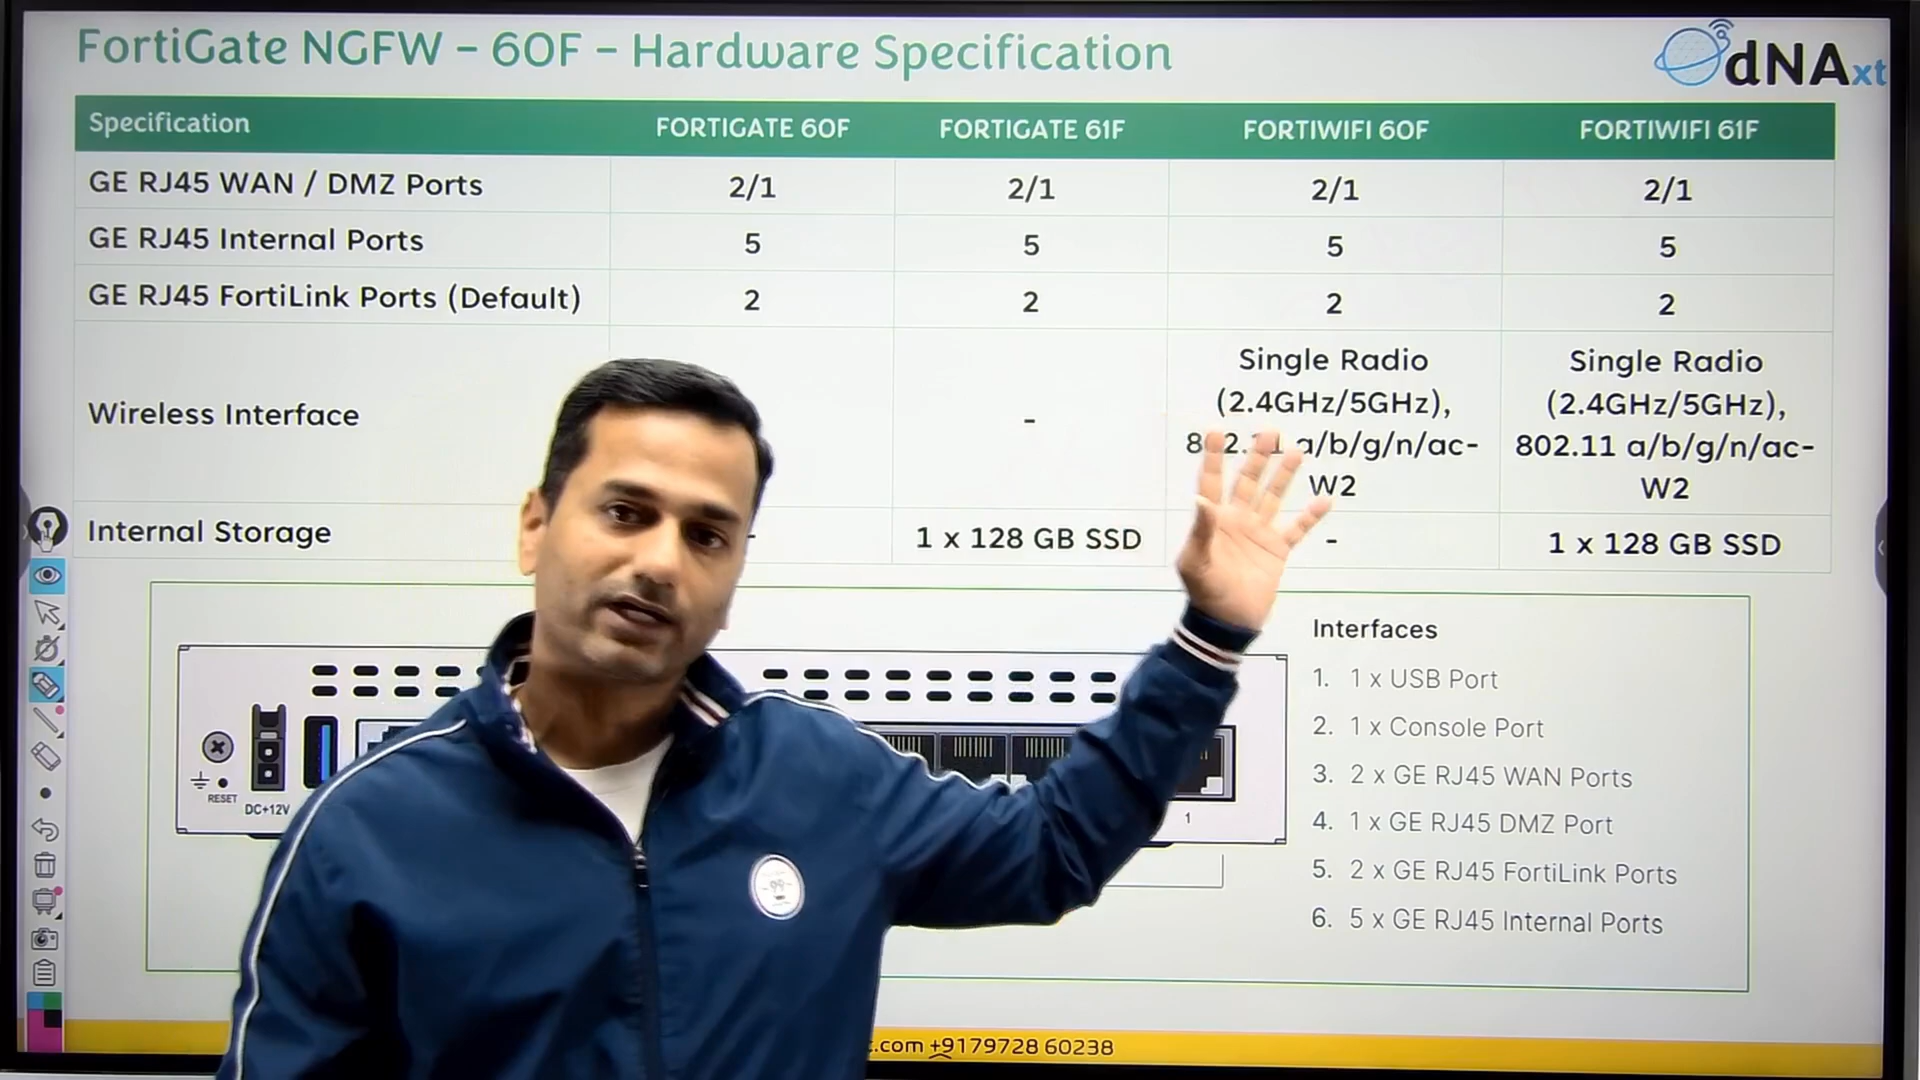 FortiGate NGFW – 60F – Hardware Specification
dNAxt
Specification FORTIGATE 60F FORTIGATE 61F FORTIWIFI 60F FORTIWIFI 61F
GE RJ45 WAN / DMZ Ports 2/1 2/1 2/1 2/1
GE RJ45 Internal Ports 5 5 5 5
GE RJ45 FortiLink Ports (Default) 2 2 2 2
Wireless Interface - Single Radio (2.4GHz/5GHz), 802.11 a/b/g/n/ac-W2 Single Radio (2.4GHz/5GHz), 802.11 a/b/g/n/ac-W2
Internal Storage - 1 x 128 GB SSD - 1 x 128 GB SSD
RESET
DC+12V
1
Interfaces
1. 1 x USB Port
2. 1 x Console Port
3. 2 x GE RJ45 WAN Ports
4. 1 x GE RJ45 DMZ Port
5. 2 x GE RJ45 FortiLink Ports
6. 5 x GE RJ45 Internal Ports
99
.com +9179728 60238